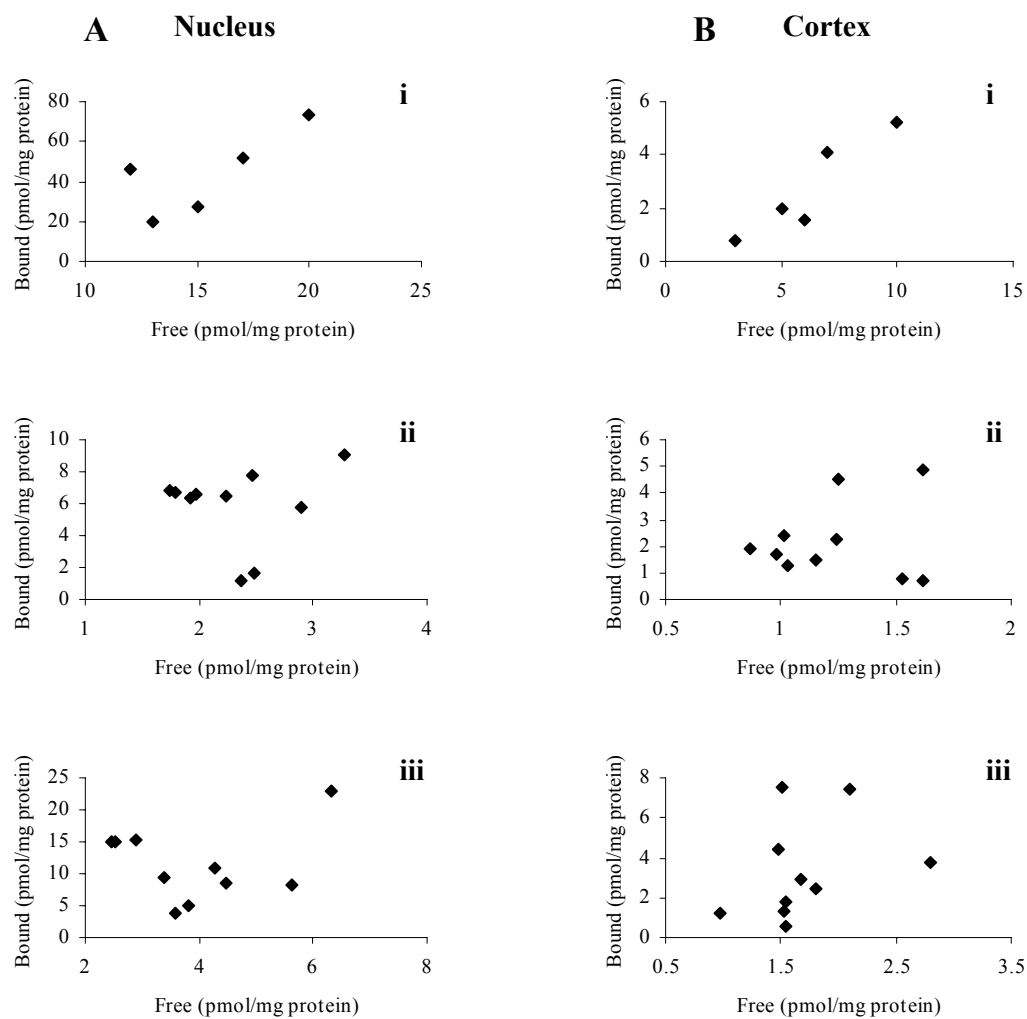 A Nucleus
B Cortex
i
Bound (pmol/mg protein)
80
60
40
20
0
10 15 20 25
Free (pmol/mg protein)
i
Bound (pmol/mg protein)
6
4
2
0
0 5 10 15
Free (pmol/mg protein)
ii
Bound (pmol/mg protein)
10
8
6
4
2
0
1 2 3 4
Free (pmol/mg protein)
ii
Bound (pmol/mg protein)
6
5
4
3
2
1
0
0.5 1 1.5 2
Free (pmol/mg protein)
iii
Bound (pmol/mg protein)
25
20
15
10
5
0
2 4 6 8
Free (pmol/mg protein)
iii
Bound (pmol/mg protein)
8
6
4
2
0
0.5 1.5 2.5 3.5
Free (pmol/mg protein)